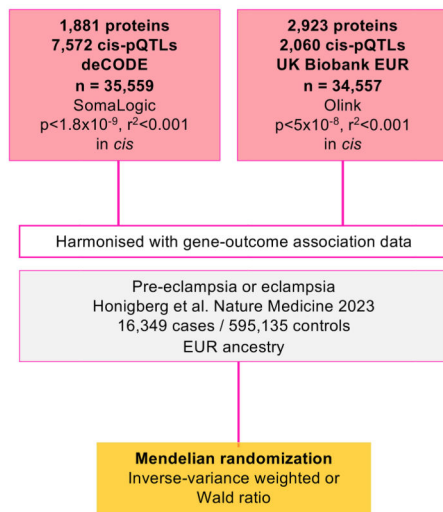 1,881 proteins
7,572 cis-pQTLs
deCODE
n = 35,559
SomaLogic
p<1.8x10⁻⁹, r²<0.001
in cis
2,923 proteins
2,060 cis-pQTLs
UK Biobank EUR
n = 34,557
Olink
p<5x10⁻⁸, r²<0.001
in cis
Harmonised with gene-outcome association data
Pre-eclampsia or eclampsia
Honigberg et al. Nature Medicine 2023
16,349 cases / 595,135 controls
EUR ancestry
Mendelian randomization
Inverse-variance weighted or
Wald ratio